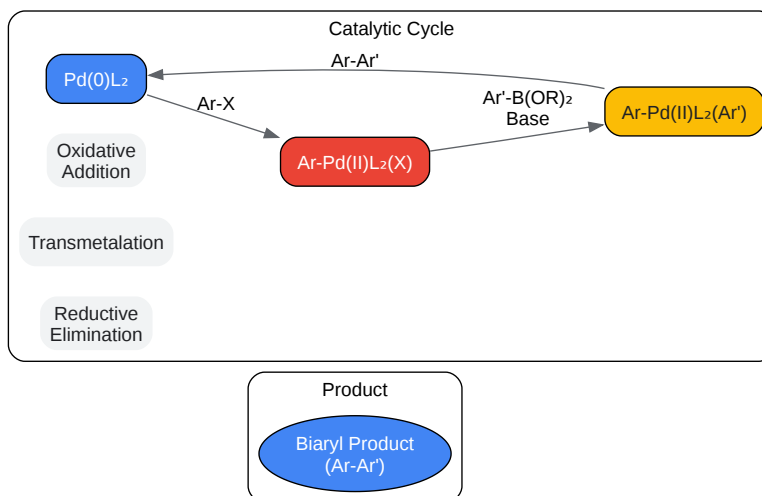 Catalytic Cycle
Ar-Ar'
Pd(0)L₂
Ar-X
Ar'-B(OR)₂
Base
Ar-Pd(II)L₂(Ar')
Oxidative
Addition
Ar-Pd(II)L₂(X)
Transmetalation
Reductive
Elimination
Product
Biaryl Product
(Ar-Ar')